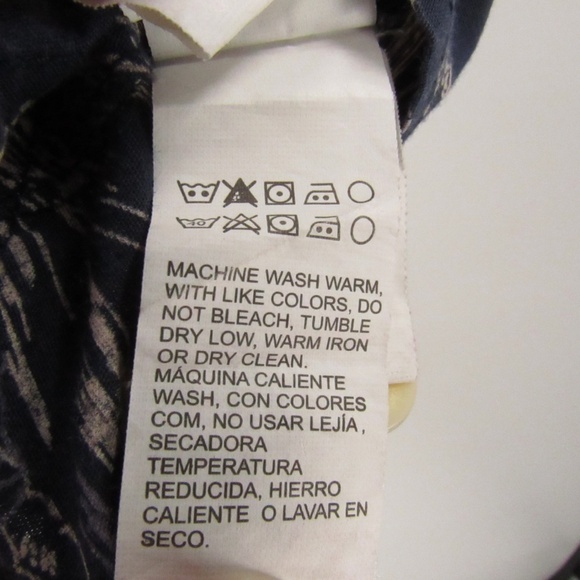 40
MACHINE WASH WARM,
WITH LIKE COLORS, DO
NOT BLEACH, TUMBLE
DRY LOW, WARM IRON
OR DRY CLEAN.
MÁQUINA CALIENTE
WASH, CON COLORES
COM, NO USAR LEJÍA,
SECADORA
TEMPERATURA
REDUCIDA, HIERRO
CALIENTE O LAVAR EN
SECO.